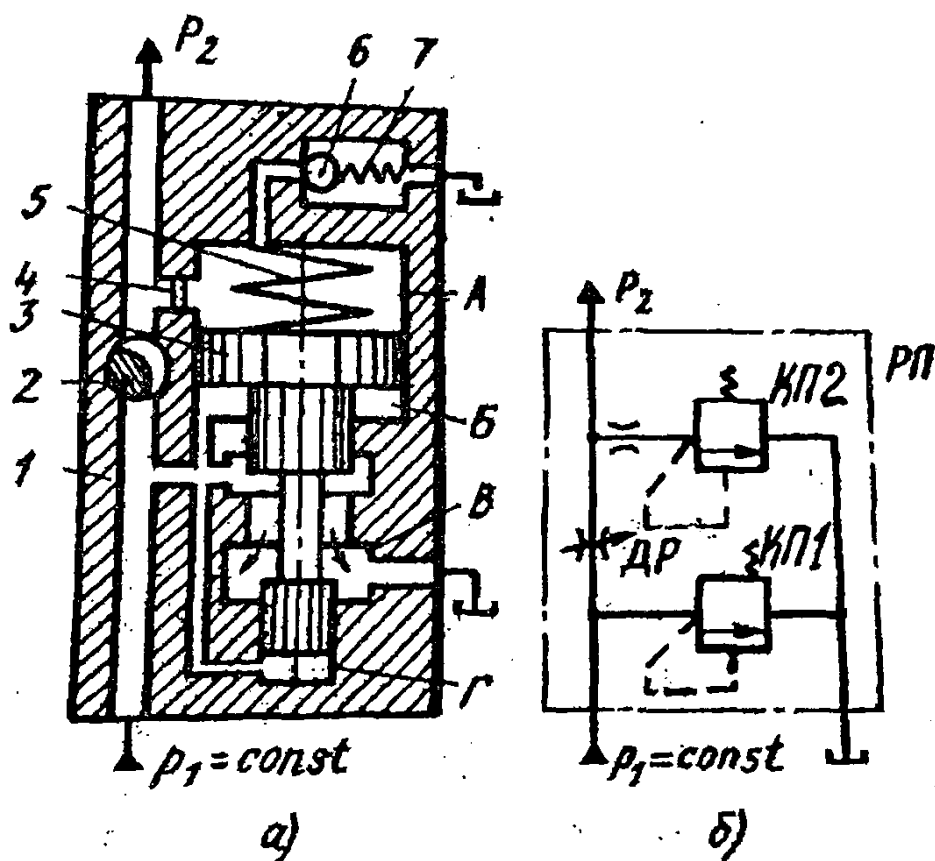 P₂
6
7
5
4
3
2
1
А
Б
В
Г
p₁ = const
а)
P₂
РП
КП2
ДР
КП1
p₁ = const
б)